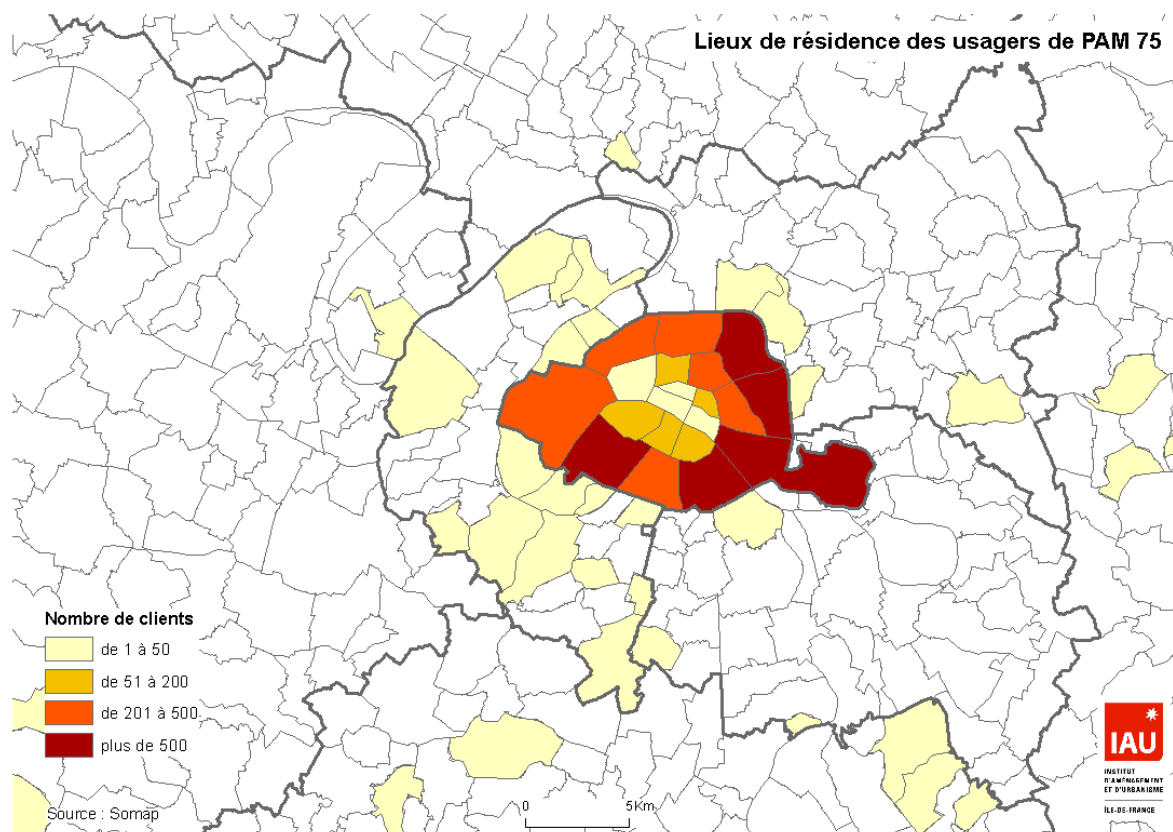 Lieux de résidence des usagers de PAM 75
Nombre de clients
de 1 à 50
de 51 à 200
de 201 à 500
plus de 500
Source : Somap
0 5Km
IAU
INSTITUT
D'AMÉNAGEMENT
ET D'URBANISME
ÎLE-DE-FRANCE